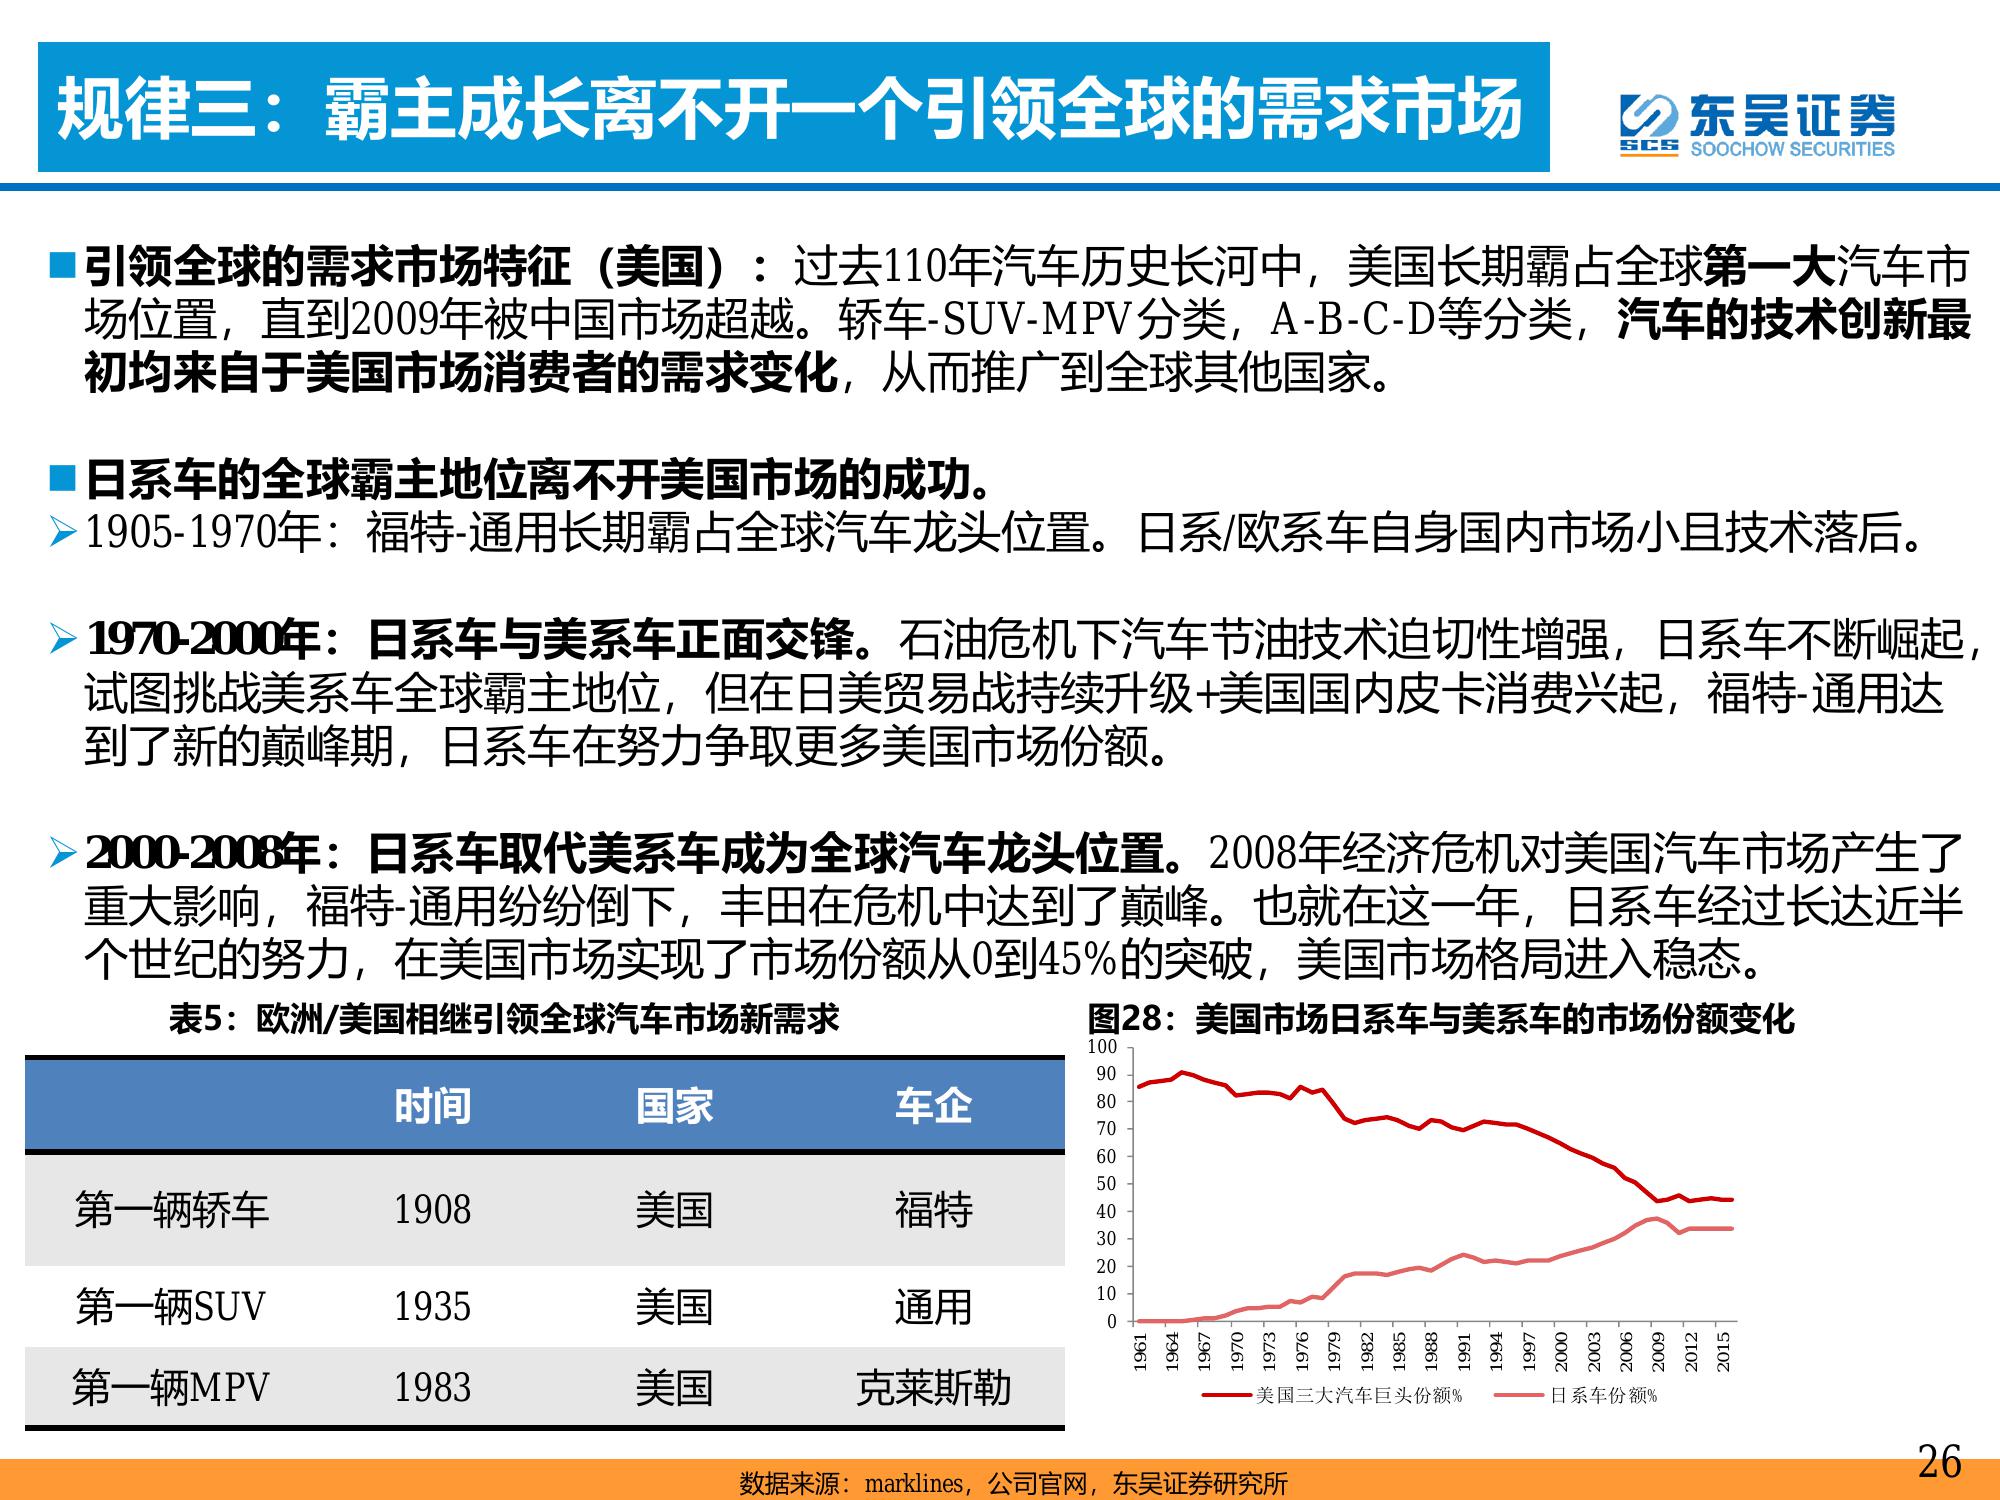 规律三：霸主成长离不开一个引领全球的需求市场
东吴证券
SCS
SOOCHOW SECURITIES
引领全球的需求市场特征（美国）：过去110年汽车历史长河中，美国长期霸占全球第一大汽车市
场位置，直到2009年被中国市场超越。轿车-SUV-MPV分类，A-B-C-D等分类，汽车的技术创新最
初均来自于美国市场消费者的需求变化，从而推广到全球其他国家。
日系车的全球霸主地位离不开美国市场的成功。
1905-1970年：福特-通用长期霸占全球汽车龙头位置。日系/欧系车自身国内市场小且技术落后。
1970-2000年：日系车与美系车正面交锋。石油危机下汽车节油技术迫切性增强，日系车不断崛起，
试图挑战美系车全球霸主地位，但在日美贸易战持续升级+美国国内皮卡消费兴起，福特-通用达
到了新的巅峰期，日系车在努力争取更多美国市场份额。
2000-2008年：日系车取代美系车成为全球汽车龙头位置。2008年经济危机对美国汽车市场产生了
重大影响，福特-通用纷纷倒下，丰田在危机中达到了巅峰。也就在这一年，日系车经过长达近半
个世纪的努力，在美国市场实现了市场份额从0到45%的突破，美国市场格局进入稳态。
表5：欧洲/美国相继引领全球汽车市场新需求
时间 国家 车企
第一辆轿车 1908 美国 福特
第一辆SUV 1935 美国 通用
第一辆MPV 1983 美国 克莱斯勒
图28：美国市场日系车与美系车的市场份额变化
100
90
80
70
60
50
40
30
20
10
0
1961 1964 1967 1970 1973 1976 1979 1982 1985 1988 1991 1994 1997 2000 2003 2006 2009 2012 2015
美国三大汽车巨头份额% 日系车份额%
26
数据来源：marklines，公司官网，东吴证券研究所